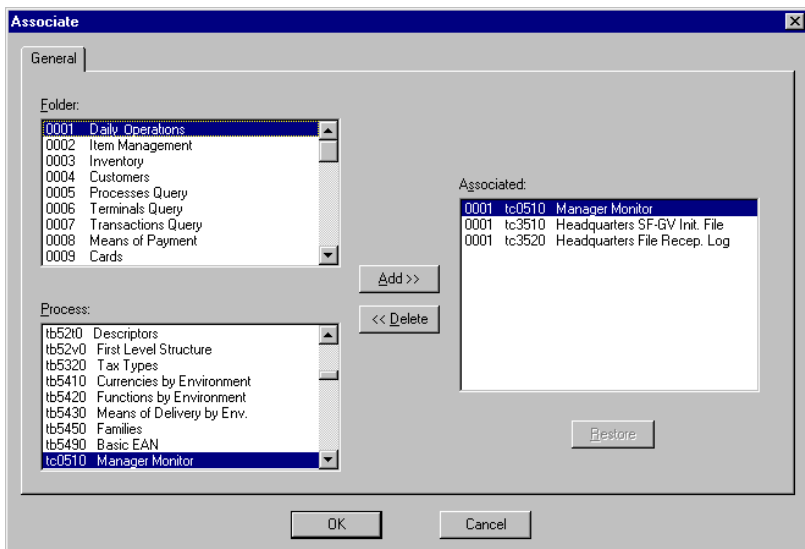 Associate
General
Folder:
0001 Daily Operations
0002 Item Management
0003 Inventory
0004 Customers
0005 Processes Query
0006 Terminals Query
0007 Transactions Query
0008 Means of Payment
0009 Cards
Process:
tb52t0 Descriptors
tb52v0 First Level Structure
tb5320 Tax Types
tb5410 Currencies by Environment
tb5420 Functions by Environment
tb5430 Means of Delivery by Env.
tb5450 Families
tb5490 Basic EAN
tc0510 Manager Monitor
Add >>
<< Delete
Associated:
0001 tc0510 Manager Monitor
0001 tc3510 Headquarters SF-GV Init. File
0001 tc3520 Headquarters File Recep. Log
Restore
OK
Cancel